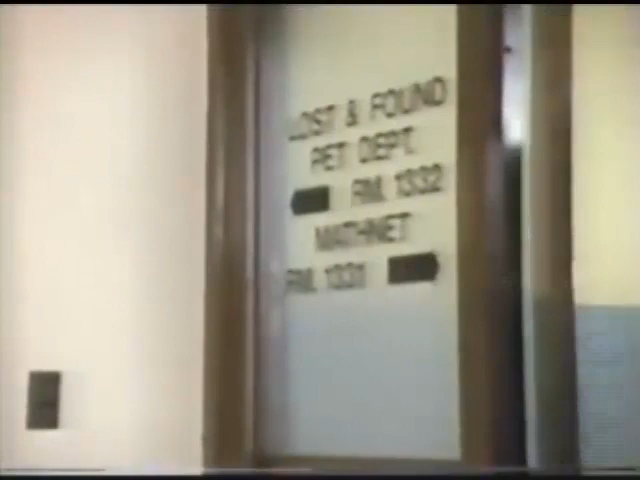 LOST & FOUND
PET DEPT.
RM. 1332
MATHNET
RM. 1331